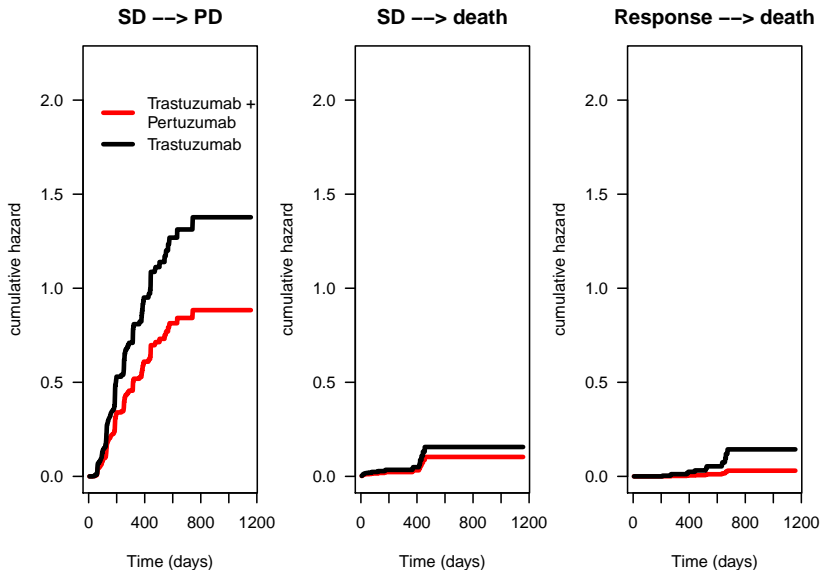 SD −−> PD
cumulative hazard
2.0
1.5
1.0
0.5
0.0
Trastuzumab +
Pertuzumab
Trastuzumab
0 400 800 1200
Time (days)
SD −−> death
cumulative hazard
2.0
1.5
1.0
0.5
0.0
0 400 800 1200
Time (days)
Response −−> death
cumulative hazard
2.0
1.5
1.0
0.5
0.0
0 400 800 1200
Time (days)